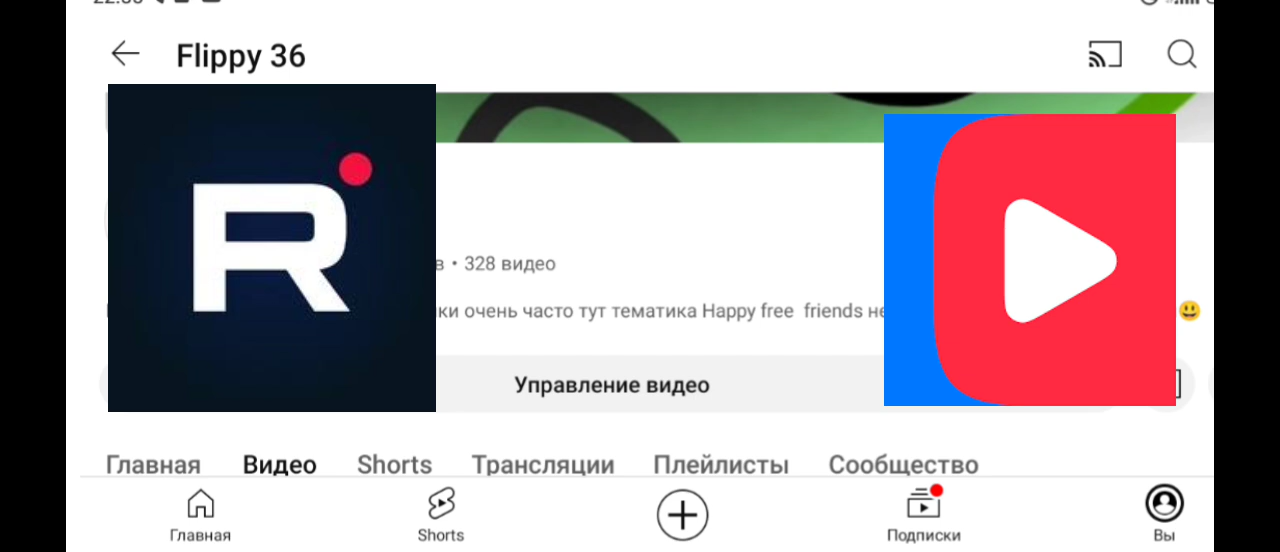 Flippy 36
R
в • 328 видео
ки очень часто тут тематика Happy free friends не 😃
Управление видео
Главная Видео Shorts Трансляции Плейлисты Сообщество
Главная Shorts Подписки Вы